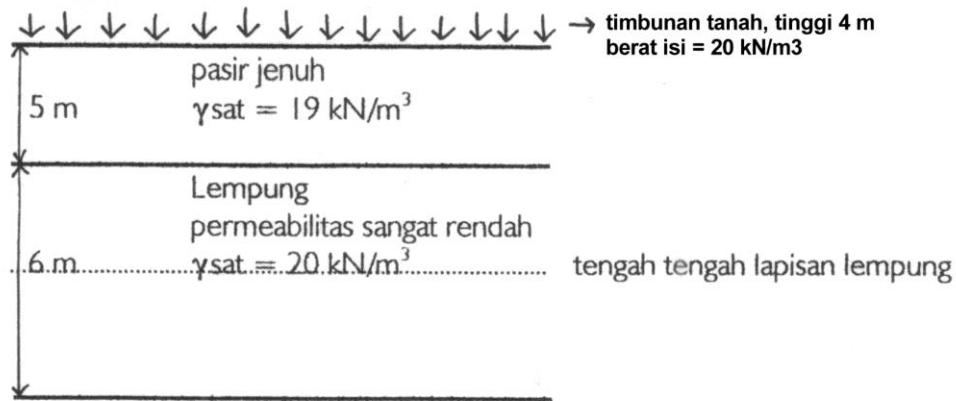 → timbunan tanah, tinggi 4 m
berat isi = 20 kN/m3
pasir jenuh
5 m γsat = 19 kN/m³
Lempung
permeabilitas sangat rendah
6 m γsat = 20 kN/m³ tengah tengah lapisan lempung